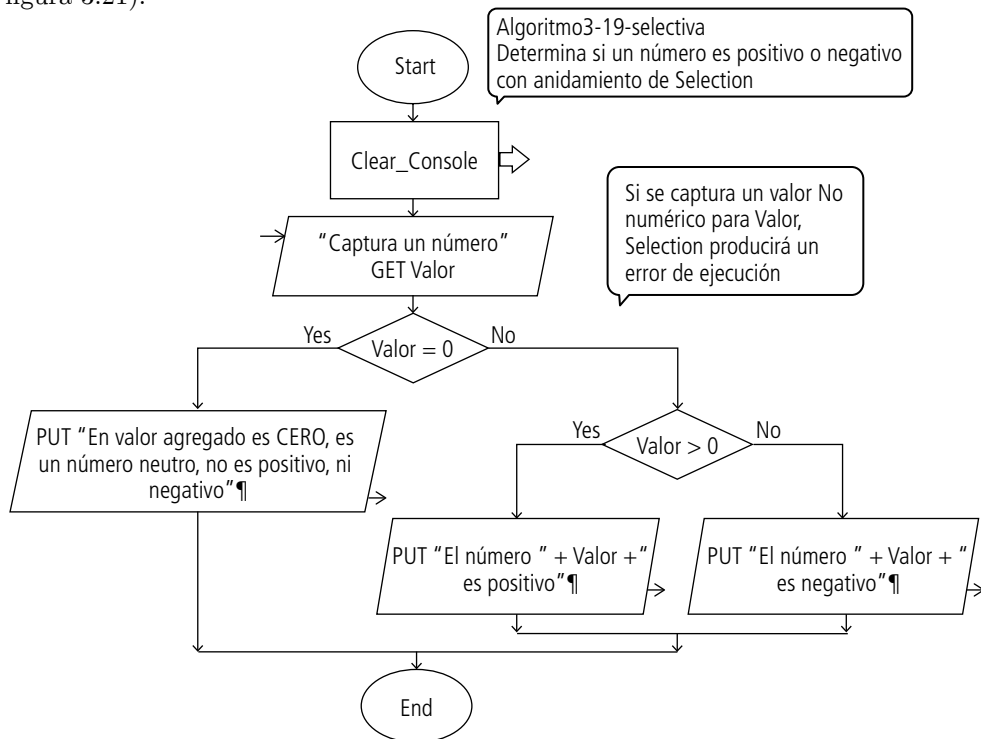 igura 3.21).
Algoritmo3-19-selectiva
Determina si un número es positivo o negativo
con anidamiento de Selection
Start
Clear_Console
Si se captura un valor No
numérico para Valor,
Selection producirá un
error de ejecución
“Captura un número”
GET Valor
Yes
Valor = 0
No
PUT “En valor agregado es CERO, es
un número neutro, no es positivo, ni
negativo”¶
Yes
Valor > 0
No
PUT “El número ” + Valor +“
es positivo”¶
PUT “El número ” + Valor + “
es negativo”¶
End